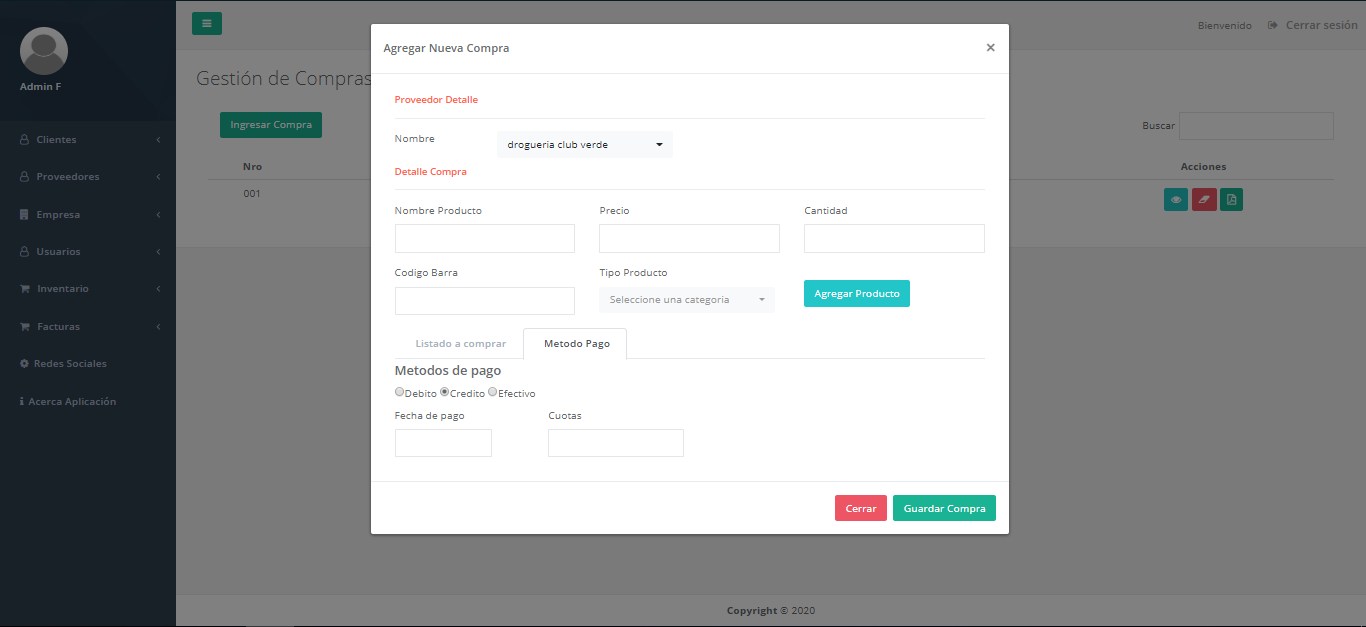 Bienvenido
Cerrar sesión
Admin F
Clientes
Proveedores
Empresa
Usuarios
Inventario
Facturas
Redes Sociales
Acerca Aplicación
Gestión de Compras
Ingresar Compra
Buscar
Nro
Acciones
001
Agregar Nueva Compra
×
Proveedor Detalle
Nombre
drogueria club verde
Detalle Compra
Nombre Producto
Precio
Cantidad
Codigo Barra
Tipo Producto
Seleccione una categoria
Agregar Producto
Listado a comprar
Metodo Pago
Metodos de pago
Debito Credito Efectivo
Fecha de pago
Cuotas
Cerrar
Guardar Compra
Copyright © 2020